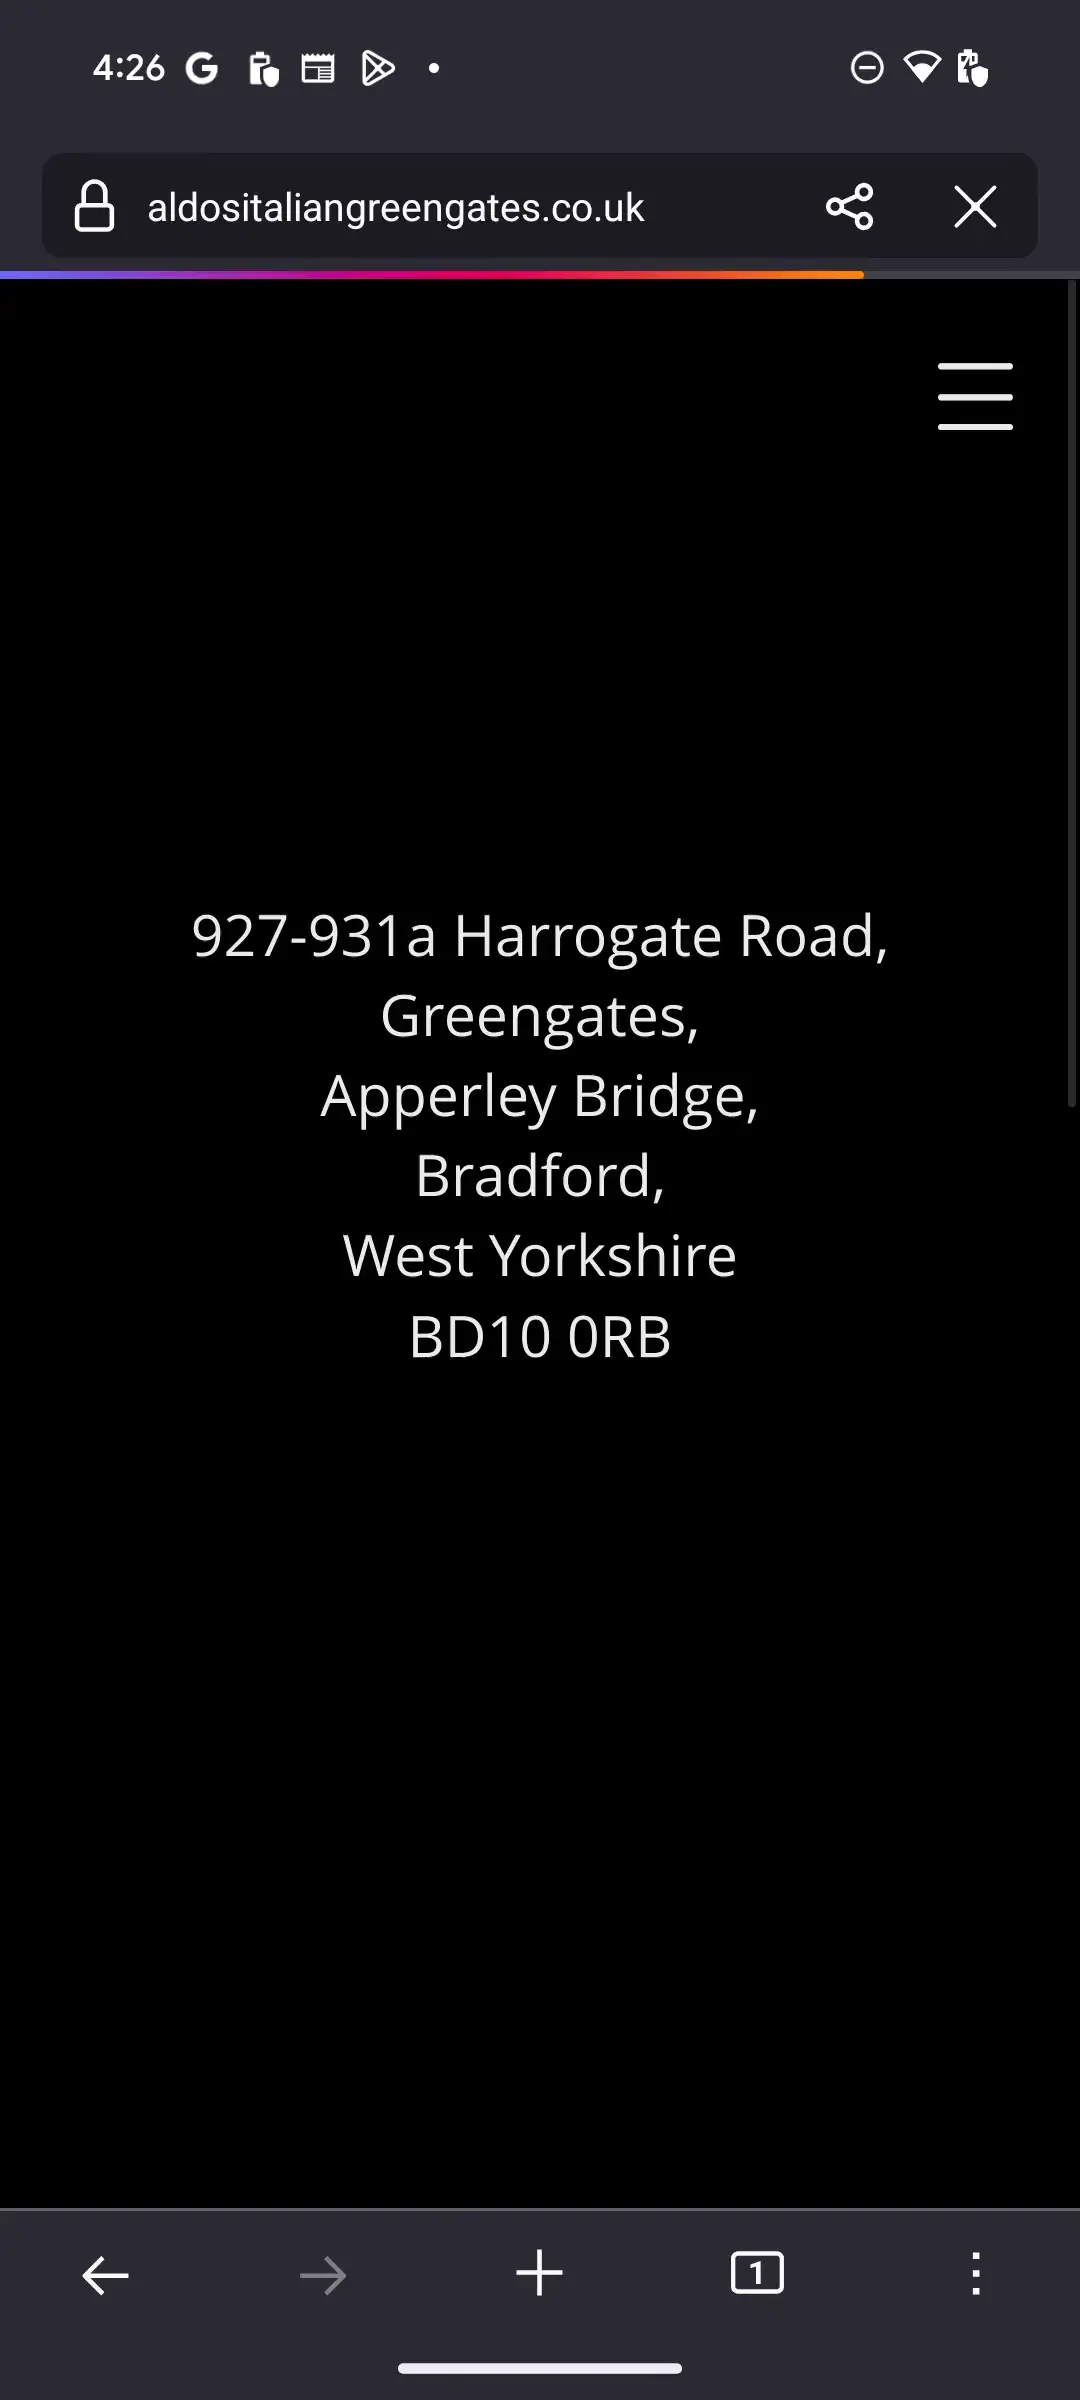 4:26
aldositaliangreengates.co.uk
927-931a Harrogate Road,
Greengates,
Apperley Bridge,
Bradford,
West Yorkshire
BD10 0RB
1